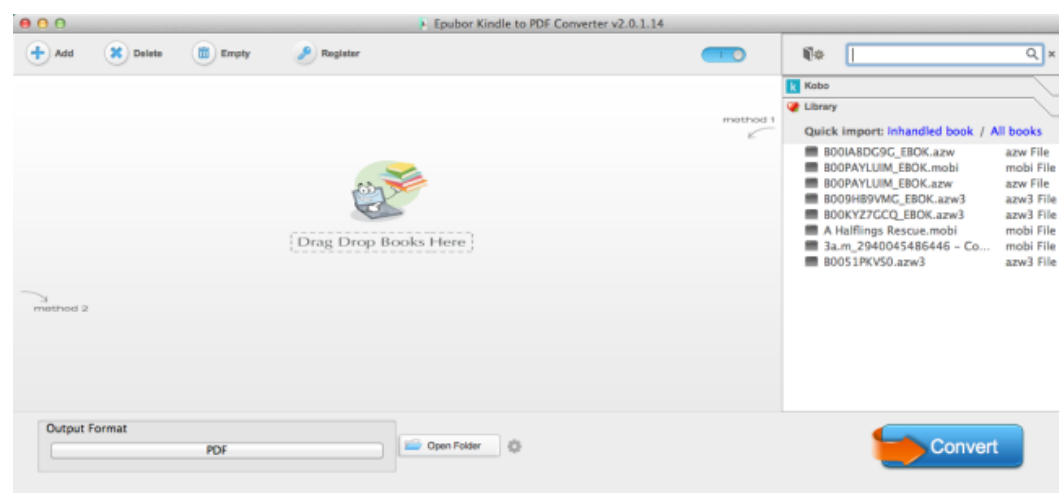 Epubor Kindle to PDF Converter v2.0.1.14
Add Delete Empty Register
k Kobo
Library
method 1
Quick import: Inhandled book / All books
B00IA8DG9G_EBOK.azw azw File
B00PAYLUIM_EBOK.mobi mobi File
B00PAYLUIM_EBOK.azw azw File
B009HB9VMG_EBOK.azw3 azw3 File
B00KYZ7GCQ_EBOK.azw3 azw3 File
A Halflings Rescue.mobi mobi File
3a.m_2940045486446 – Co... mobi File
B0051PKVS0.azw3 azw3 File
Drag Drop Books Here
method 2
Output Format
PDF
Open Folder
Convert